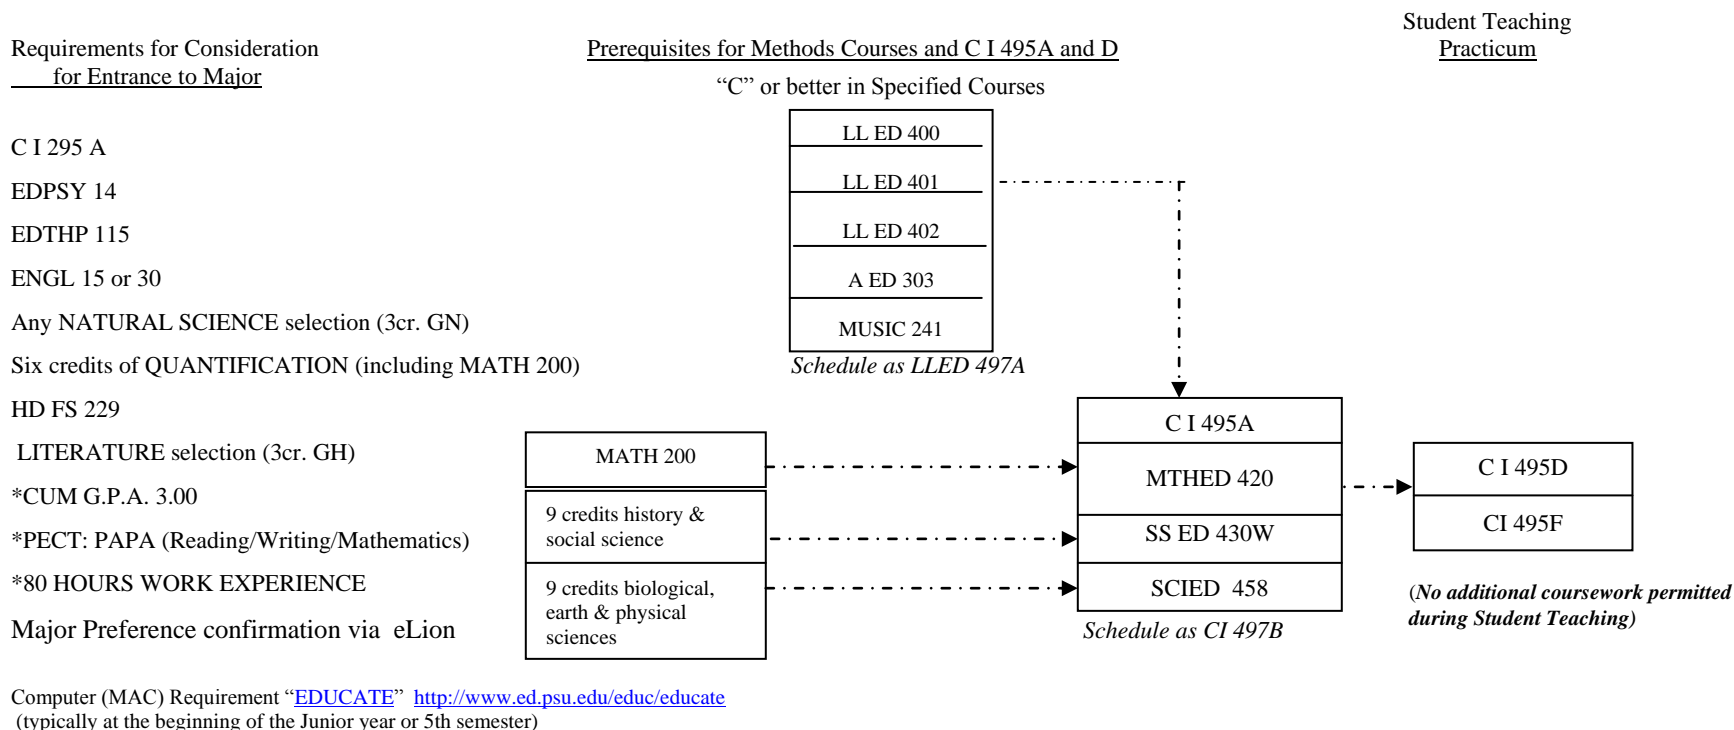 Requirements for Consideration
for Entrance to Major
C I 295 A
EDPSY 14
EDTHP 115
ENGL 15 or 30
Any NATURAL SCIENCE selection (3cr. GN)
Six credits of QUANTIFICATION (including MATH 200)
HD FS 229
LITERATURE selection (3cr. GH)
*CUM G.P.A. 3.00
*PECT: PAPA (Reading/Writing/Mathematics)
*80 HOURS WORK EXPERIENCE
Major Preference confirmation via eLion
Prerequisites for Methods Courses and C I 495A and D
“C” or better in Specified Courses
LL ED 400
LL ED 401
LL ED 402
A ED 303
MUSIC 241
Schedule as LLED 497A
MATH 200
9 credits history &
social science
9 credits biological,
earth & physical
sciences
C I 495A
MTHED 420
SS ED 430W
SCIED 458
Schedule as CI 497B
Student Teaching
Practicum
C I 495D
CI 495F
(No additional coursework permitted
during Student Teaching)
Computer (MAC) Requirement “EDUCATE” http://www.ed.psu.edu/educ/educate
(typically at the beginning of the Junior year or 5th semester)